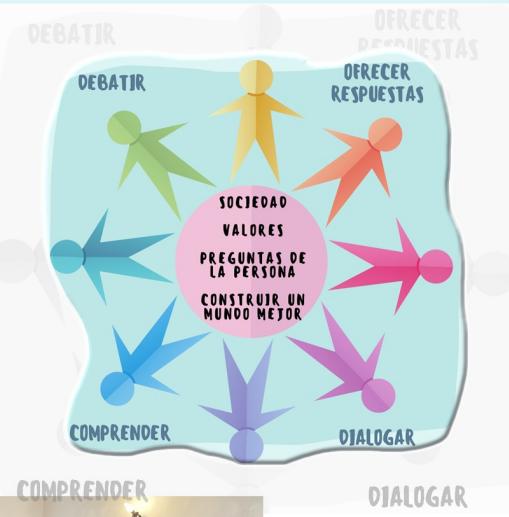 DEBATIR
OFRECER
RESPUESTAS
DEBATIR
OFRECER
RESPUESTAS
SOCIEDAD
VALORES
PREGUNTAS DE
LA PERSONA
CONSTRUIR UN
MUNDO MEJOR
COMPRENDER
DIALOGAR
COMPRENDER
DIALOGAR